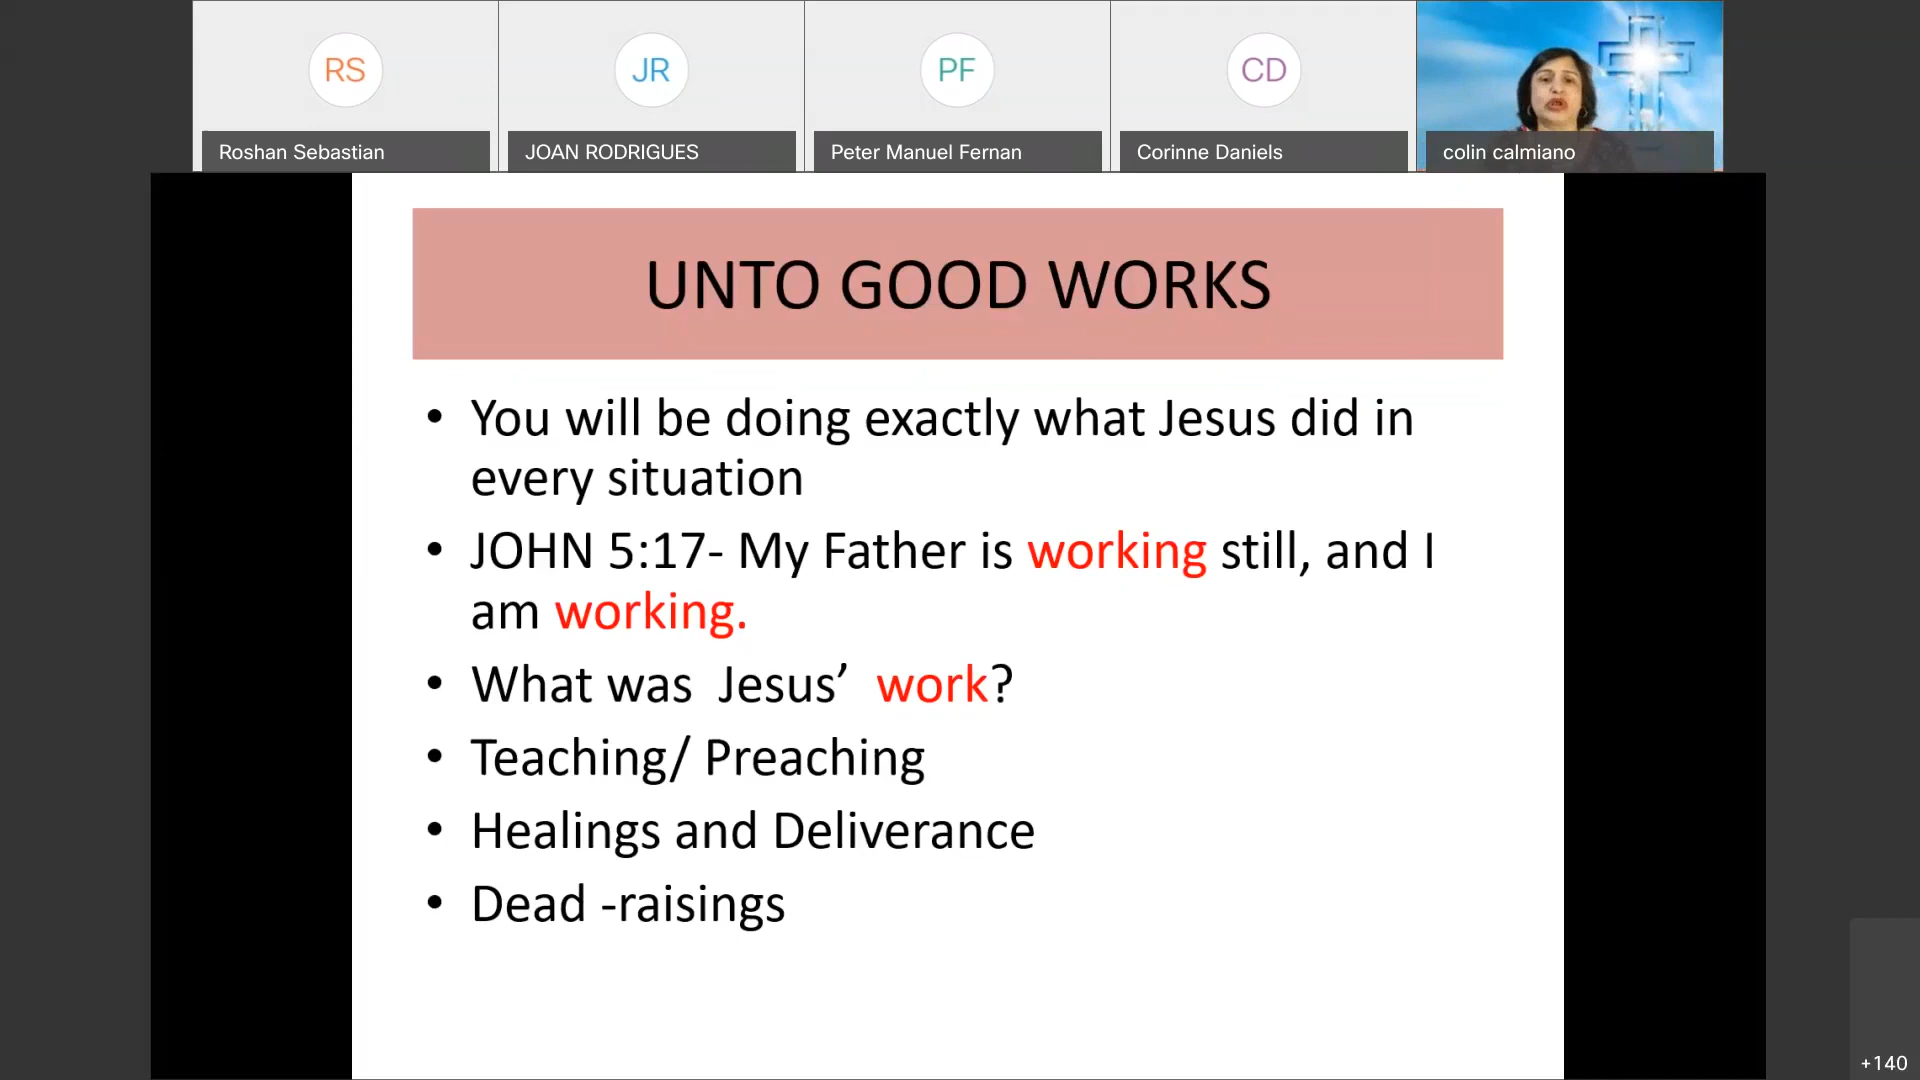 RS
JR
PF
CD
Roshan Sebastian
JOAN RODRIGUES
Peter Manuel Fernan
Corinne Daniels
colin calmiano
UNTO GOOD WORKS
• You will be doing exactly what Jesus did in
every situation
• JOHN 5:17- My Father is working still, and I
am working.
• What was  Jesus’  work?
• Teaching/ Preaching
• Healings and Deliverance
• Dead -raisings
+140